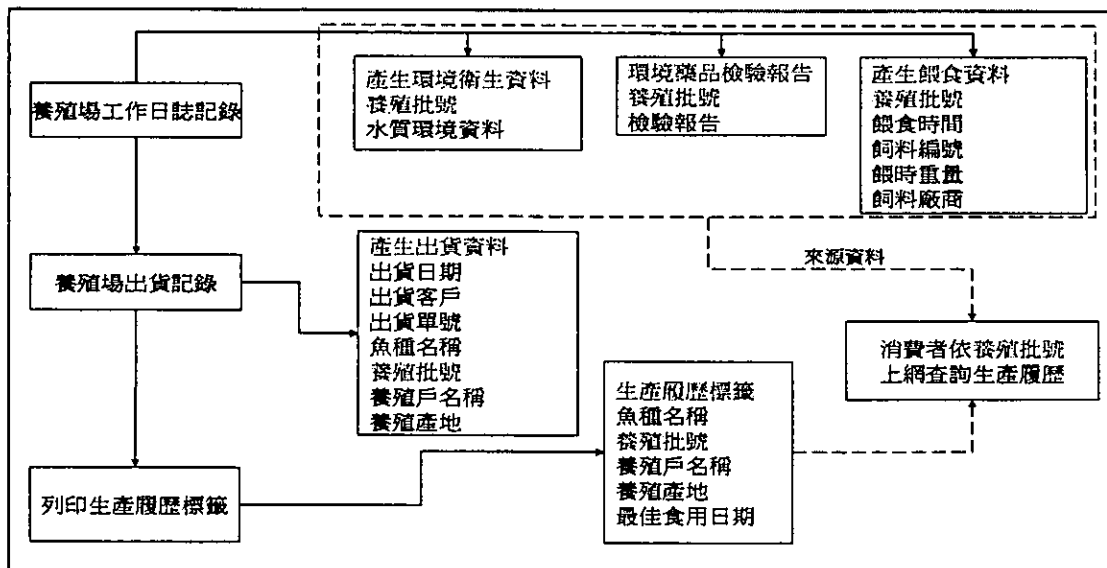 養殖場工作日誌記錄
產生環境衛生資料
養殖批號
水質環境資料
環境藥品檢驗報告
養殖批號
檢驗報告
產生餵食資料
養殖批號
餵食時間
飼料編號
餵時重量
飼料廠商
養殖場出貨記錄
產生出貨資料
出貨日期
出貨客戶
出貨單號
魚種名稱
養殖批號
養殖戶名稱
養殖產地
來源資料
消費者依養殖批號
上網查詢生產履歷
列印生產履歷標籤
生產履歷標籤
魚種名稱
養殖批號
養殖戶名稱
養殖產地
最佳食用日期